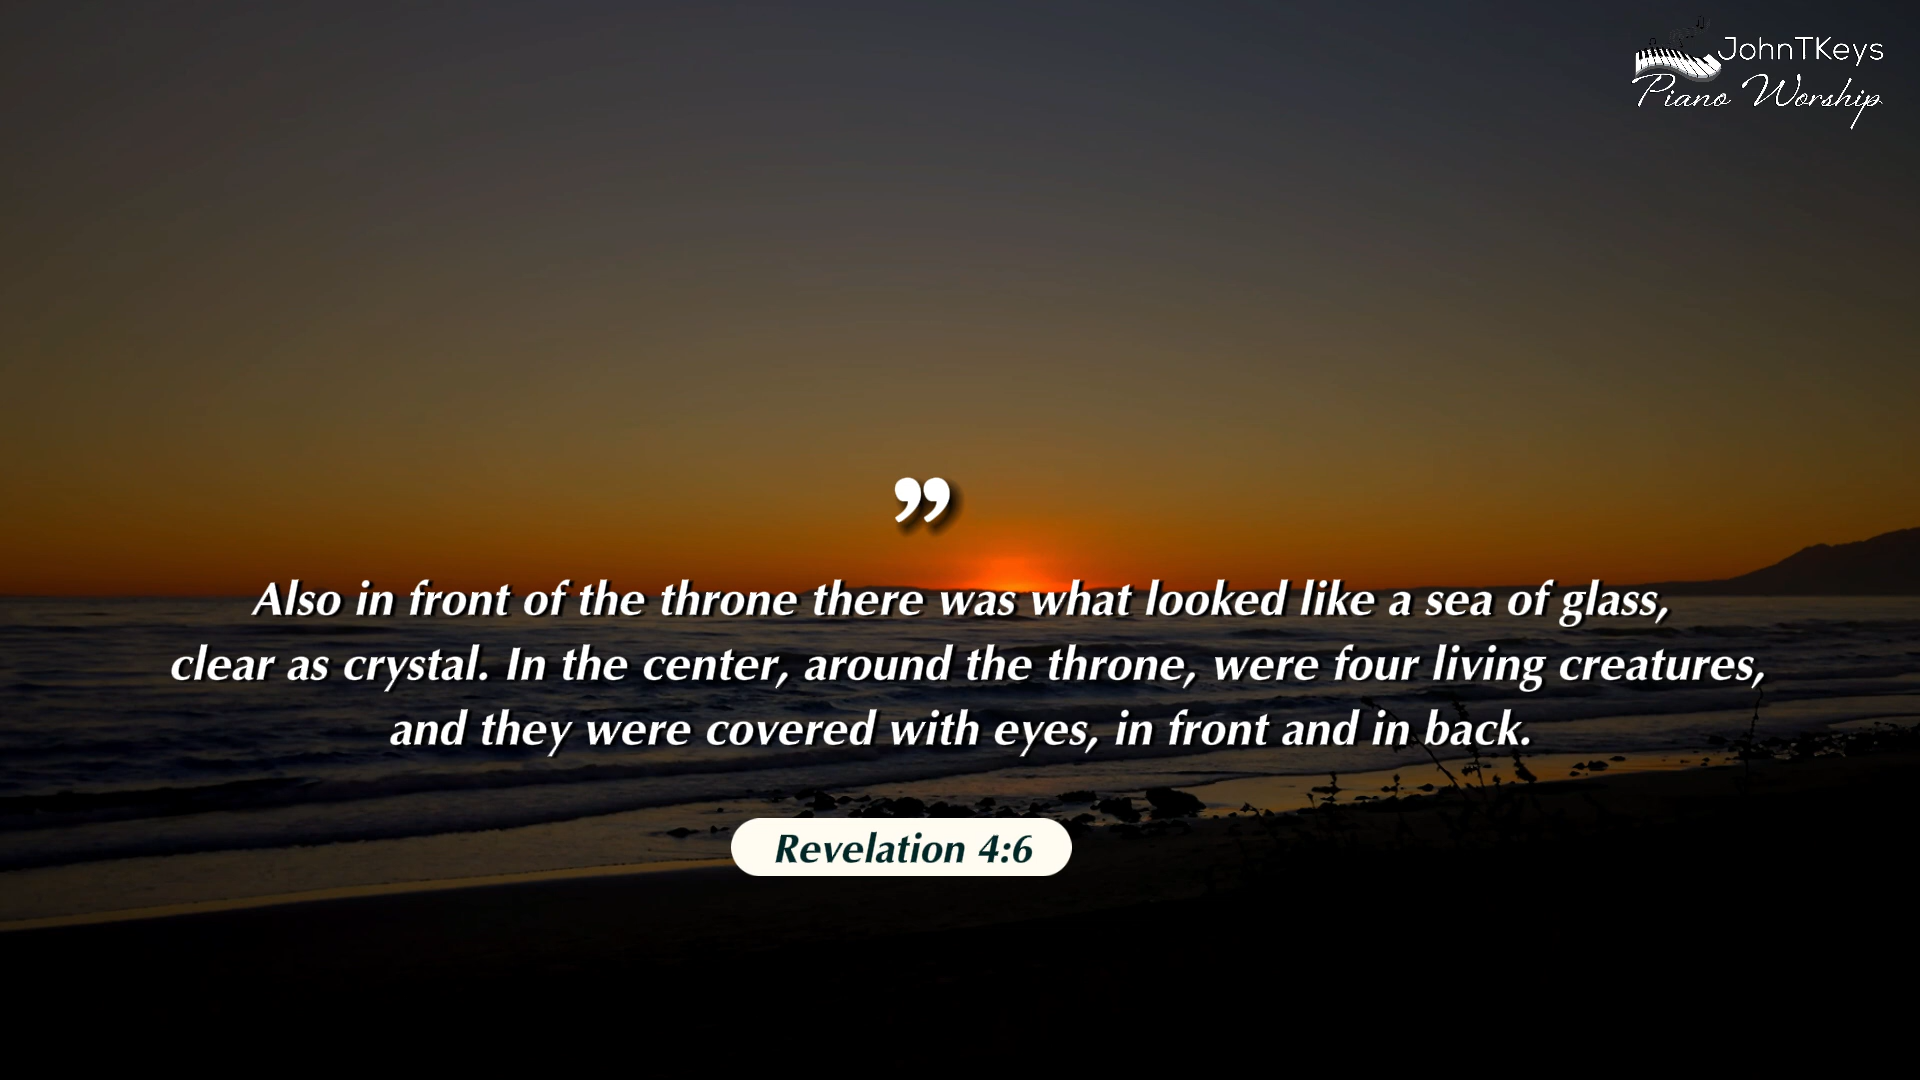 JohnTKeys
Piano Worship
”
Also in front of the throne there was what looked like a sea of glass,
clear as crystal. In the center, around the throne, were four living creatures,
and they were covered with eyes, in front and in back.
Revelation 4:6